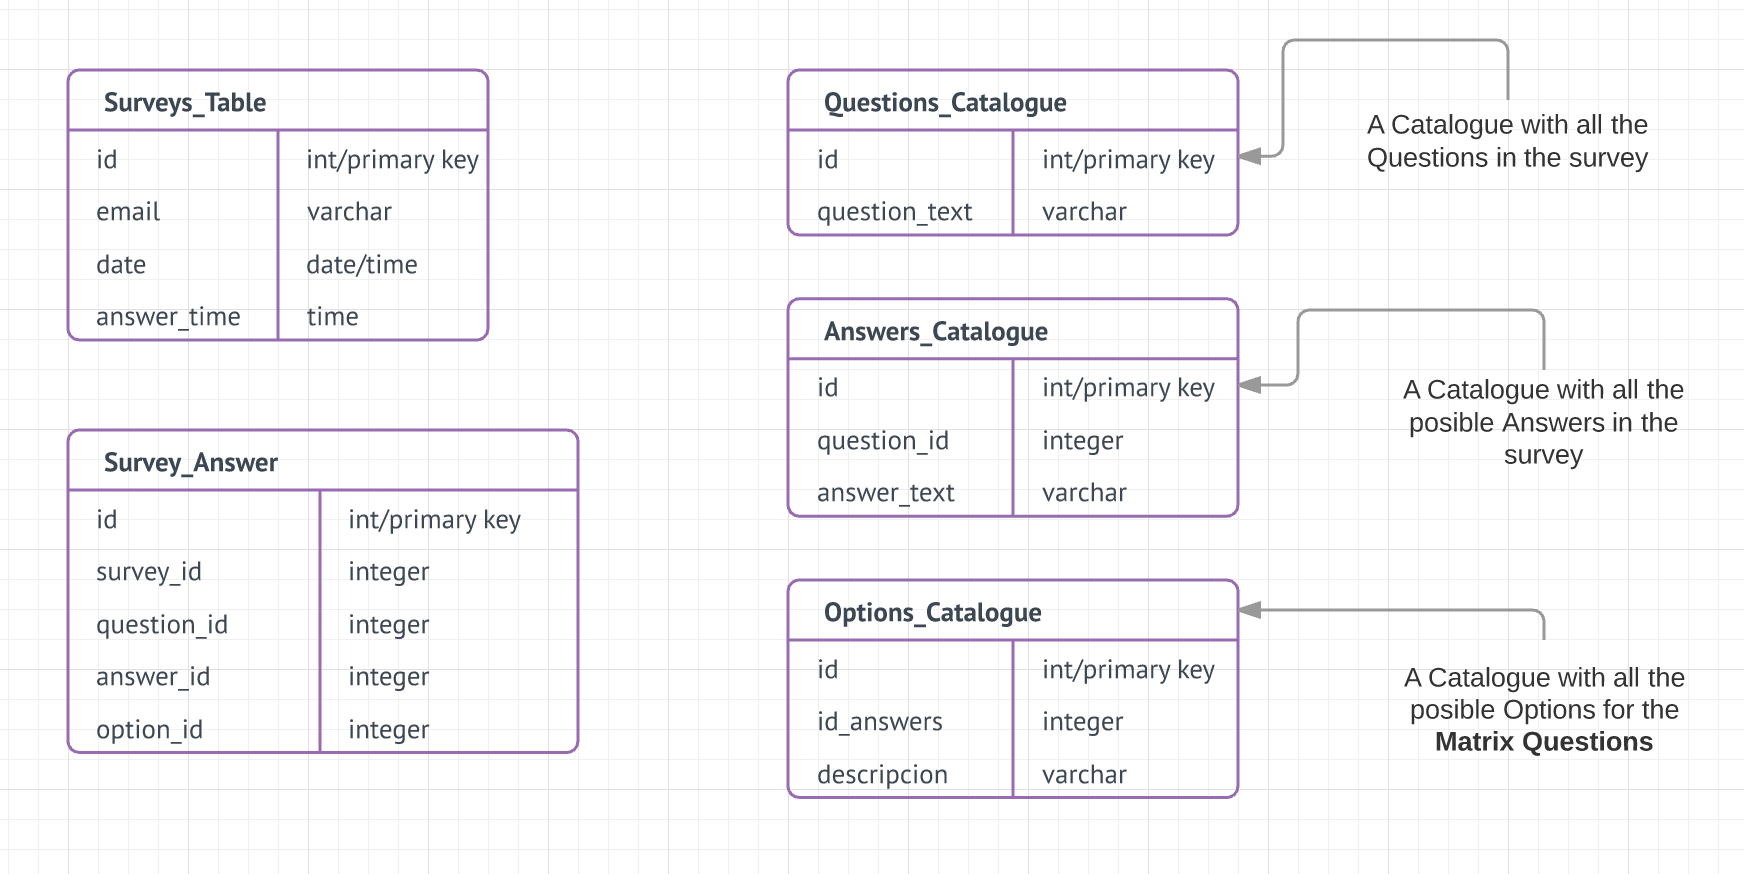 Surveys_Table
id int/primary key
email varchar
date date/time
answer_time time
Survey_Answer
id int/primary key
survey_id integer
question_id integer
answer_id integer
option_id integer
Questions_Catalogue
id int/primary key
question_text varchar
A Catalogue with all the
Questions in the survey
Answers_Catalogue
id int/primary key
question_id integer
answer_text varchar
A Catalogue with all the
posible Answers in the
survey
Options_Catalogue
id int/primary key
id_answers integer
descripcion varchar
A Catalogue with all the
posible Options for the
Matrix Questions